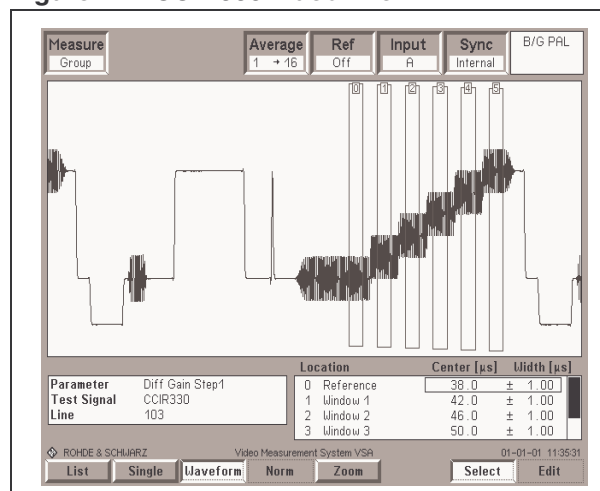 Measure Average Ref Input Sync B/G PAL
Group 1 → 16 Off A Internal
0 1 2 3 4 5
Location Center [µs] Width [µs]
Parameter Diff Gain Step1
Test Signal CCIR330
Line 103
0 Reference 38.0 ± 1.00
1 Window 1 42.0 ± 1.00
2 Window 2 46.0 ± 1.00
3 Window 3 50.0 ± 1.00
ROHDE & SCHWARZ Video Measurement System VSA 01-01-01 11:35:31
List Single Waveform Norm Zoom Select Edit